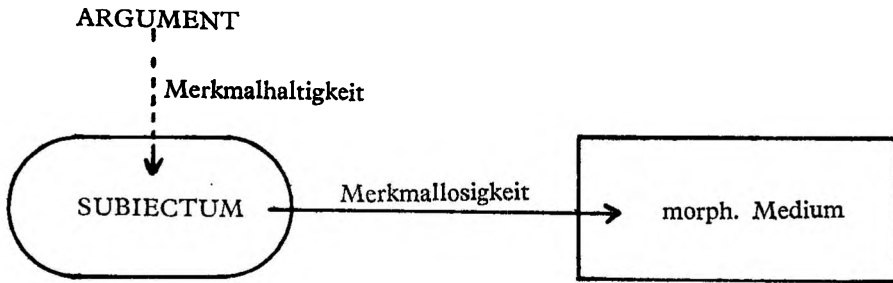 ARGUMENT
Merkmalhaltigkeit
SUBIECTUM
Merkmallosigkeit
morph. Medium